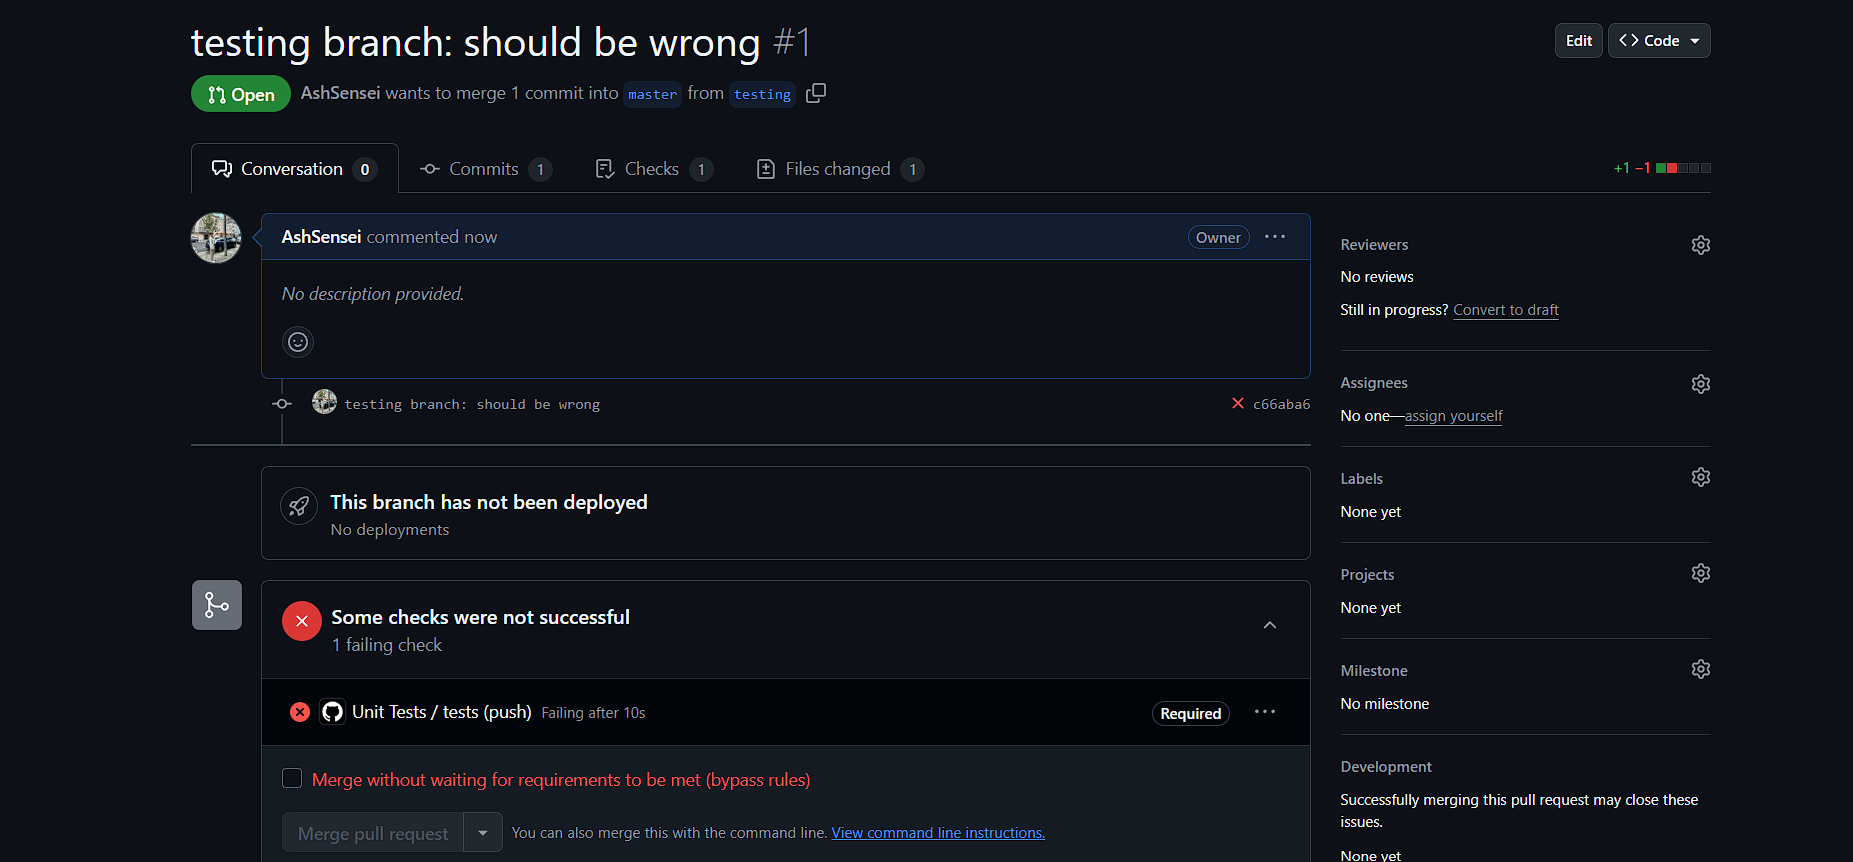 testing branch: should be wrong #1
Edit
Code
Open
AshSensei wants to merge 1 commit into master from testing
Conversation 0
Commits 1
Checks 1
Files changed 1
+1 −1
AshSensei commented now
Owner
No description provided.
testing branch: should be wrong
c66aba6
This branch has not been deployed
No deployments
Some checks were not successful
1 failing check
Unit Tests / tests (push) Failing after 10s
Required
Merge without waiting for requirements to be met (bypass rules)
Merge pull request
You can also merge this with the command line. View command line instructions.
Reviewers
No reviews
Still in progress? Convert to draft
Assignees
No one—assign yourself
Labels
None yet
Projects
None yet
Milestone
No milestone
Development
Successfully merging this pull request may close these
issues.
None yet